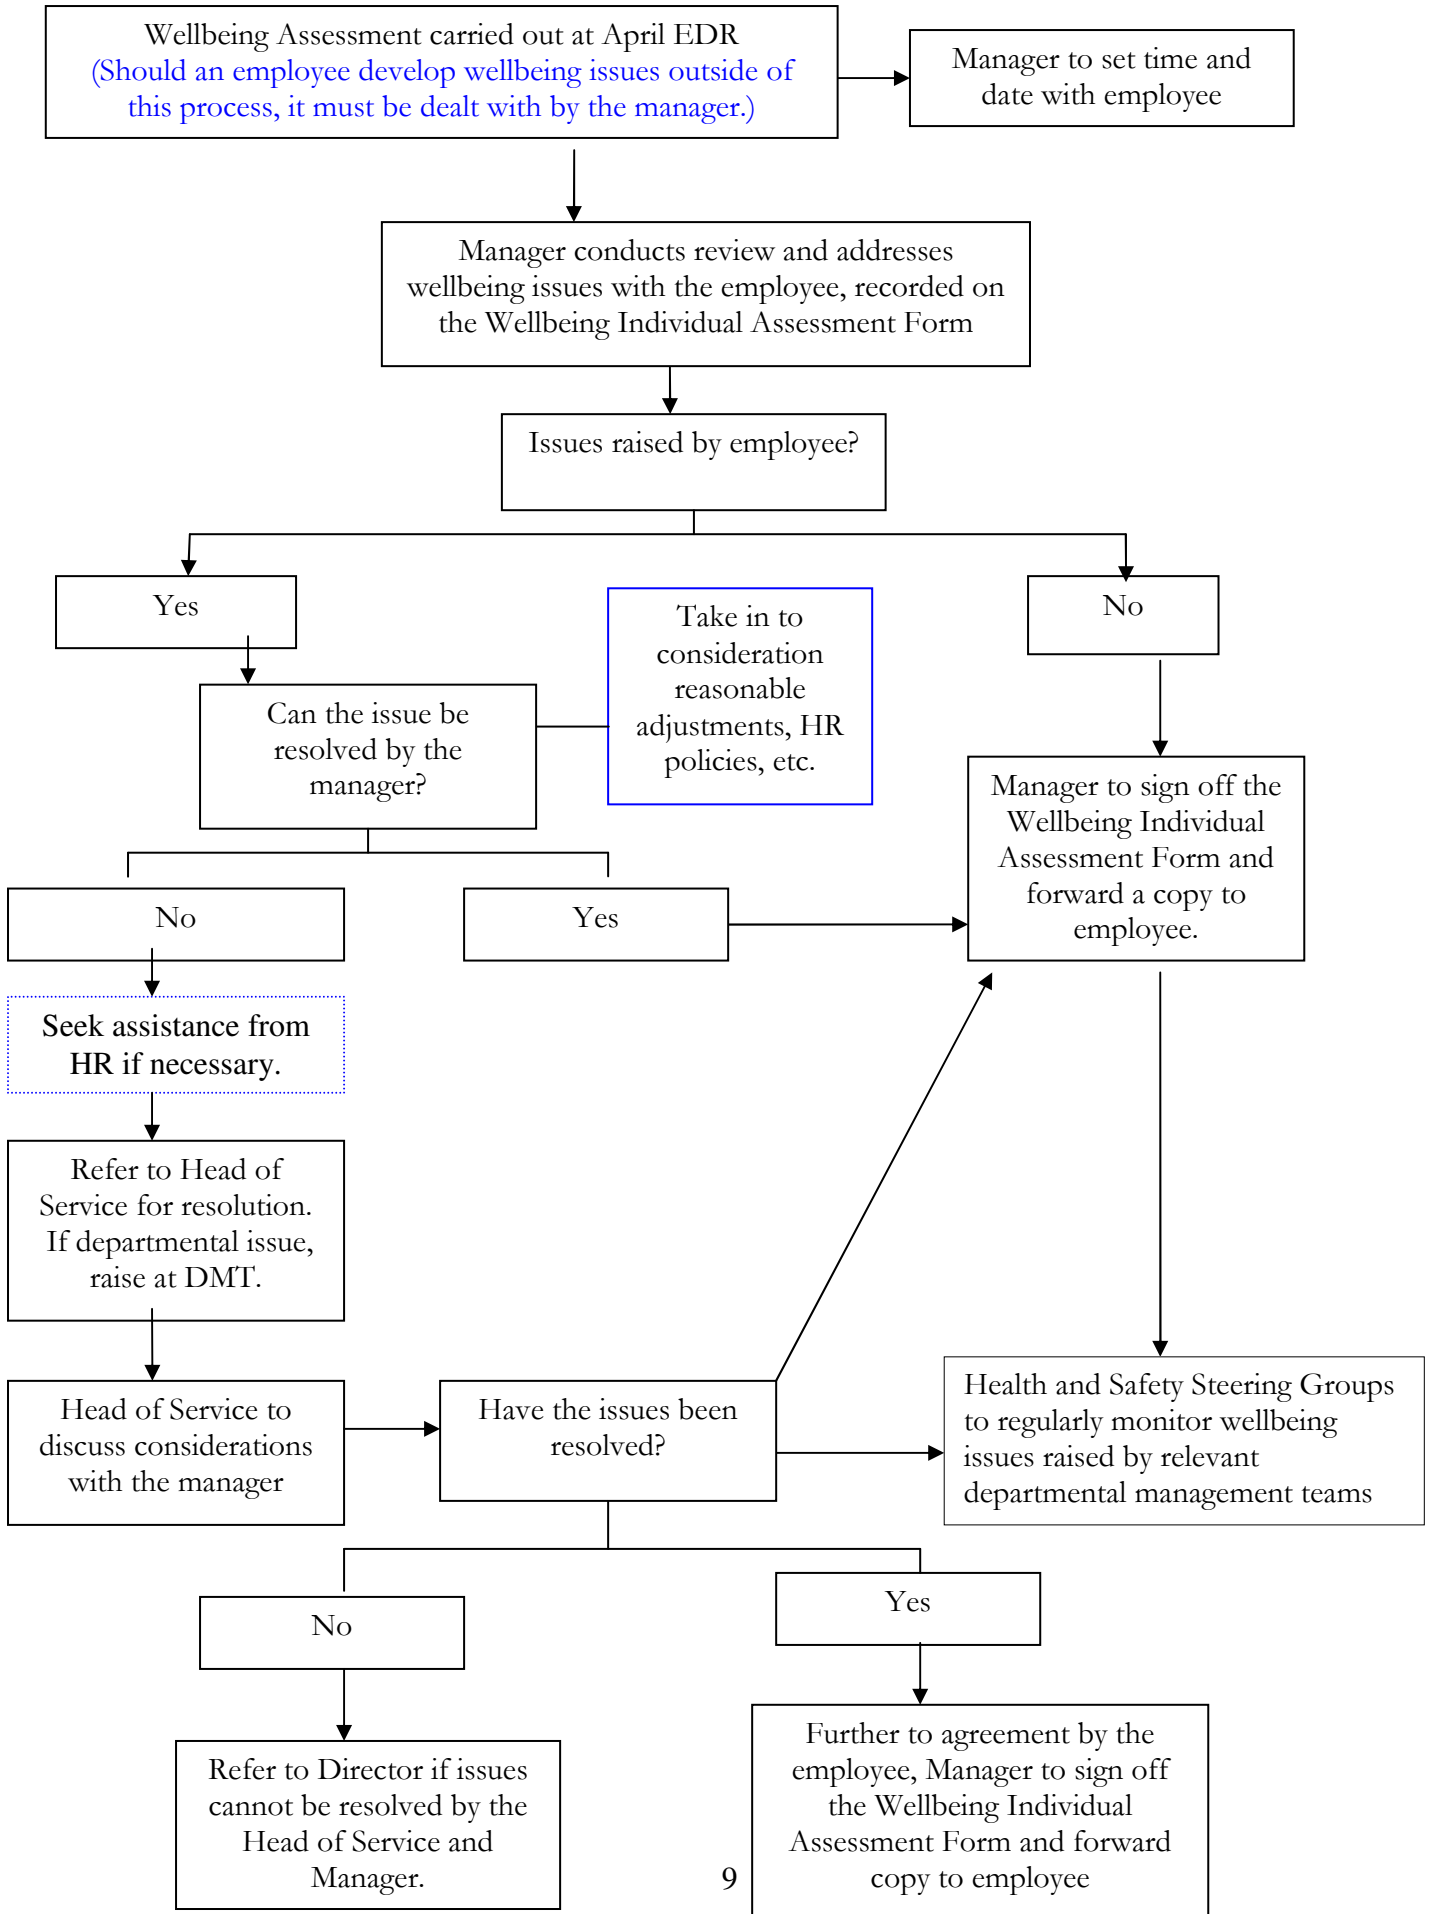 Wellbeing Assessment carried out at April EDR
(Should an employee develop wellbeing issues outside of
this process, it must be dealt with by the manager.)
Manager to set time and
date with employee
Manager conducts review and addresses
wellbeing issues with the employee, recorded on
the Wellbeing Individual Assessment Form
Issues raised by employee?
Yes
No
Take in to
consideration
reasonable
adjustments, HR
policies, etc.
Can the issue be
resolved by the
manager?
Manager to sign off the
Wellbeing Individual
Assessment Form and
forward a copy to
employee.
No
Yes
Seek assistance from
HR if necessary.
Refer to Head of
Service for resolution.
If departmental issue,
raise at DMT.
Head of Service to
discuss considerations
with the manager
Have the issues been
resolved?
Health and Safety Steering Groups
to regularly monitor wellbeing
issues raised by relevant
departmental management teams
No
Yes
Refer to Director if issues
cannot be resolved by the
Head of Service and
Manager.
Further to agreement by the
employee, Manager to sign off
the Wellbeing Individual
Assessment Form and forward
copy to employee
9